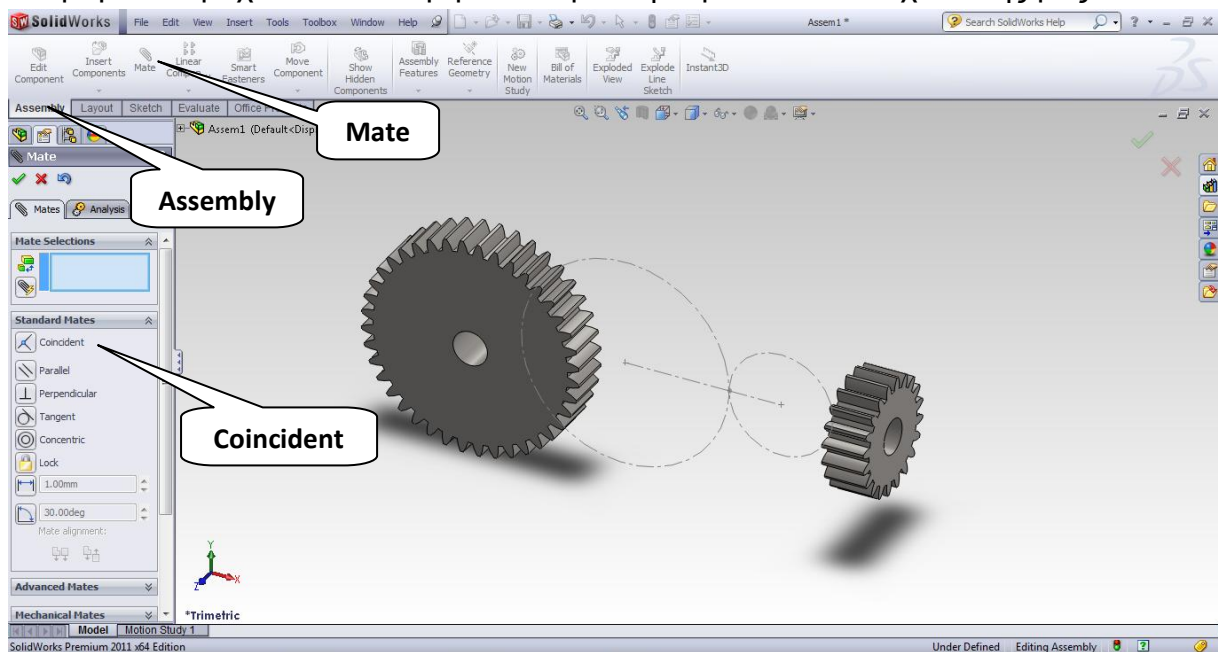 SolidWorks File Edit View Insert Tools Toolbox Window Help Assem1 * Search SolidWorks Help
Edit Component
Insert Components
Mate
Linear
Smart Fasteners
Move Component
Show Hidden Components
Assembly Features
Reference Geometry
New Motion Study
Bill of Materials
Exploded View
Explode Line Sketch
Instant3D
Assembly Layout Sketch Evaluate Office
Assem1 (Default<Disp
Mate
Mate
Assembly
Mates Analysis
Mate Selections
Standard Mates
Coincident
Parallel
Perpendicular
Tangent
Concentric
Coincident
Lock
1.00mm
30.00deg
Mate alignment:
Advanced Mates
Mechanical Mates
Y
X
Z
*Trimetric
Model Motion Study 1
SolidWorks Premium 2011 x64 Edition Under Defined Editing Assembly